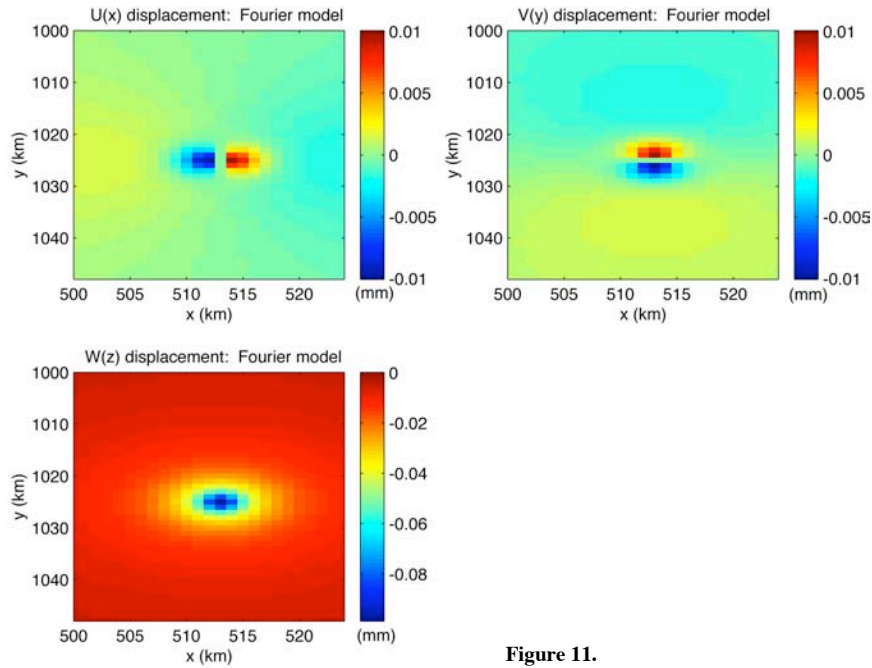 U(x) displacement: Fourier model
1000
1010
1020
1030
1040
y (km)
500 505 510 515 520
x (km)
0.01
0.005
0
-0.005
-0.01
(mm)
V(y) displacement: Fourier model
1000
1010
1020
1030
1040
y (km)
500 505 510 515 520
x (km)
0.01
0.005
0
-0.005
-0.01
(mm)
W(z) displacement: Fourier model
1000
1010
1020
1030
1040
y (km)
500 505 510 515 520
x (km)
0
-0.02
-0.04
-0.06
-0.08
(mm)
Figure 11.